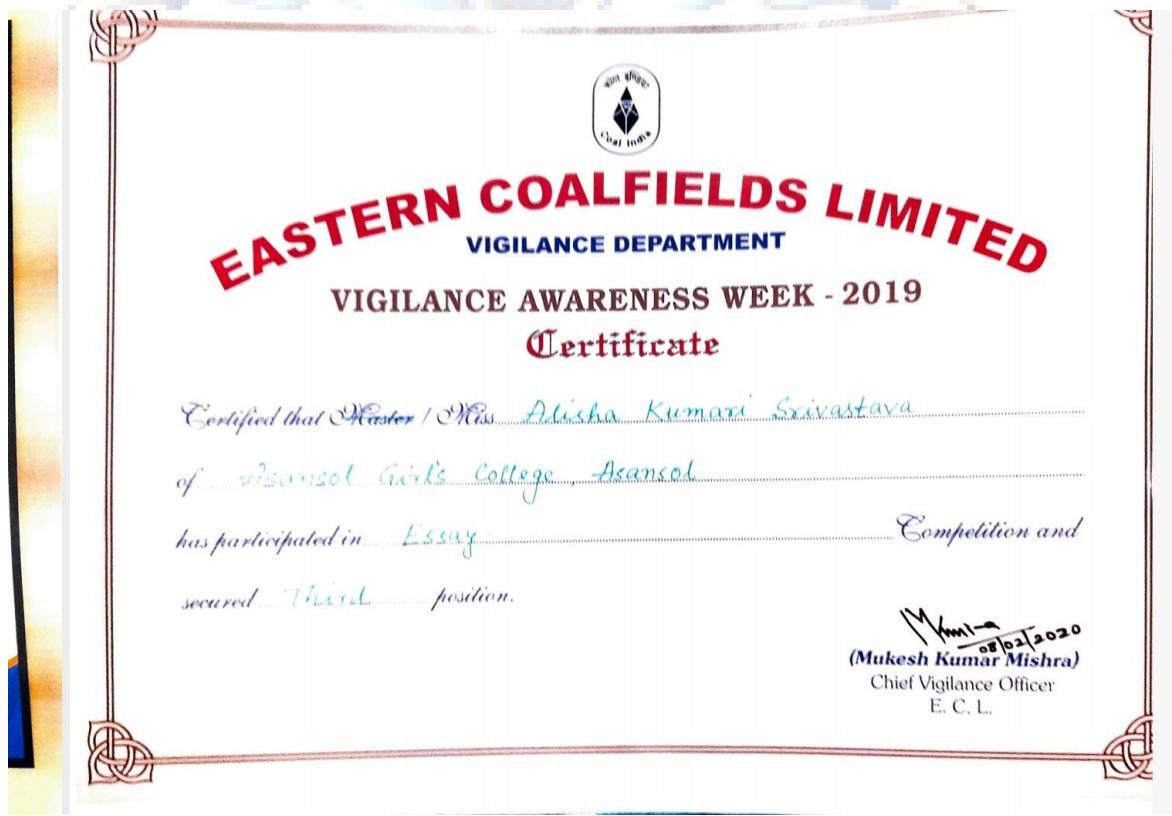 कोल इण्डिया
Coal India
EASTERN COALFIELDS LIMITED
VIGILANCE DEPARTMENT
VIGILANCE AWARENESS WEEK - 2019
Certificate
Certified that Master / Miss Alisha Kumari Srivastava
of Asansol Girl's College, Asansol
has participated in Essay Competition and
secured Third position.
08/02/2020
(Mukesh Kumar Mishra)
Chief Vigilance Officer
E. C. L.